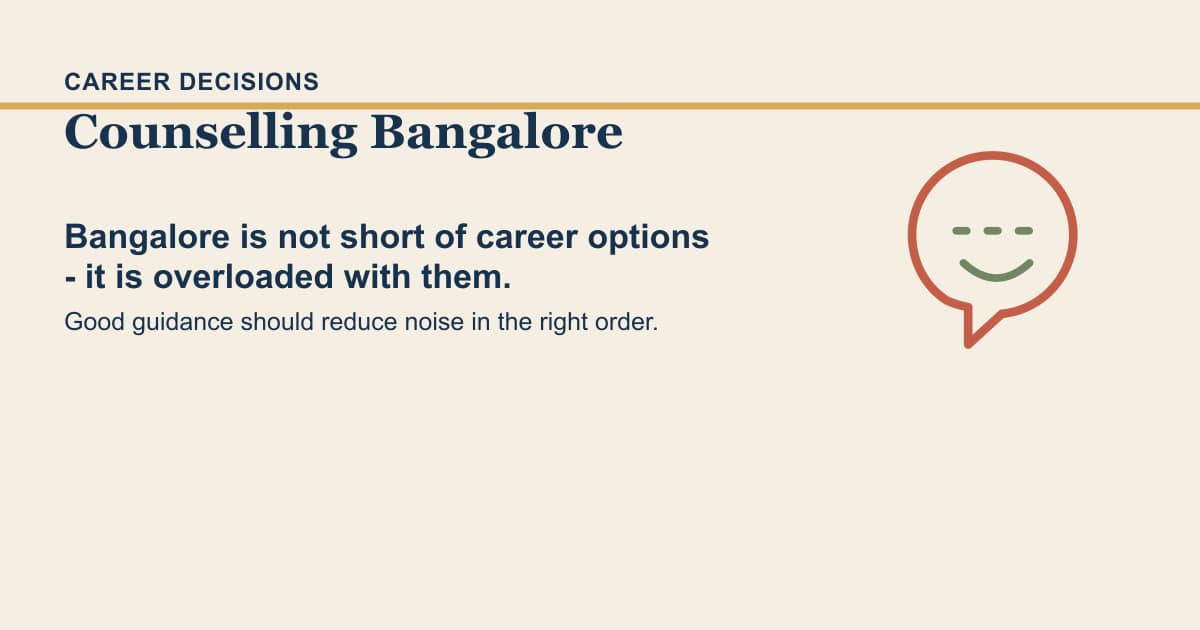 CAREER DECISIONS
Counselling Bangalore
Bangalore is not short of career options
- it is overloaded with them.
Good guidance should reduce noise in the right order.